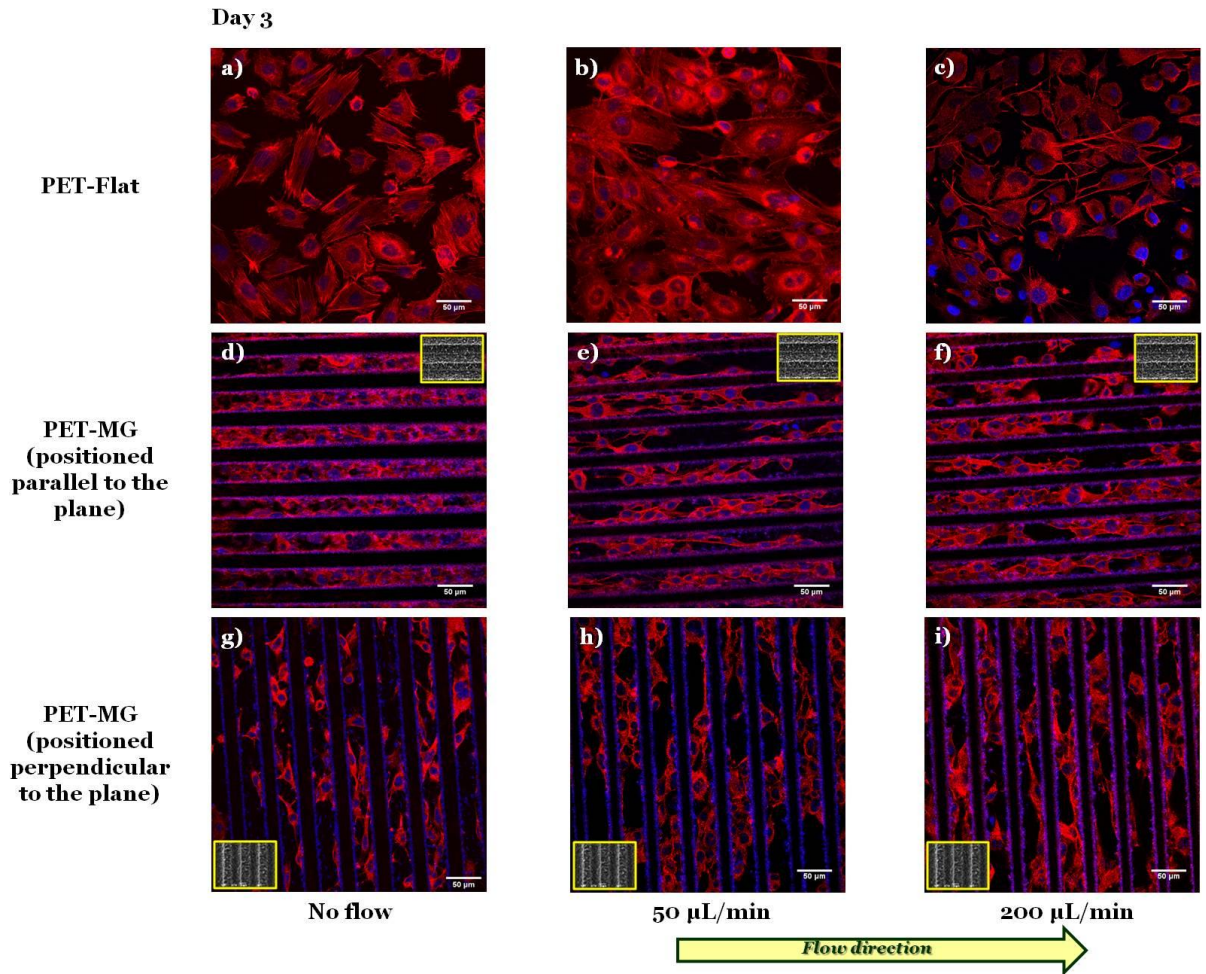 Day 3
PET-Flat
a)
50 µm
b)
50 µm
c)
50 µm
PET-MG
(positioned
parallel to the
plane)
d)
50 µm
e)
50 µm
f)
50 µm
PET-MG
(positioned
perpendicular
to the plane)
g)
50 µm
h)
50 µm
i)
50 µm
No flow
50 µL/min
200 µL/min
Flow direction